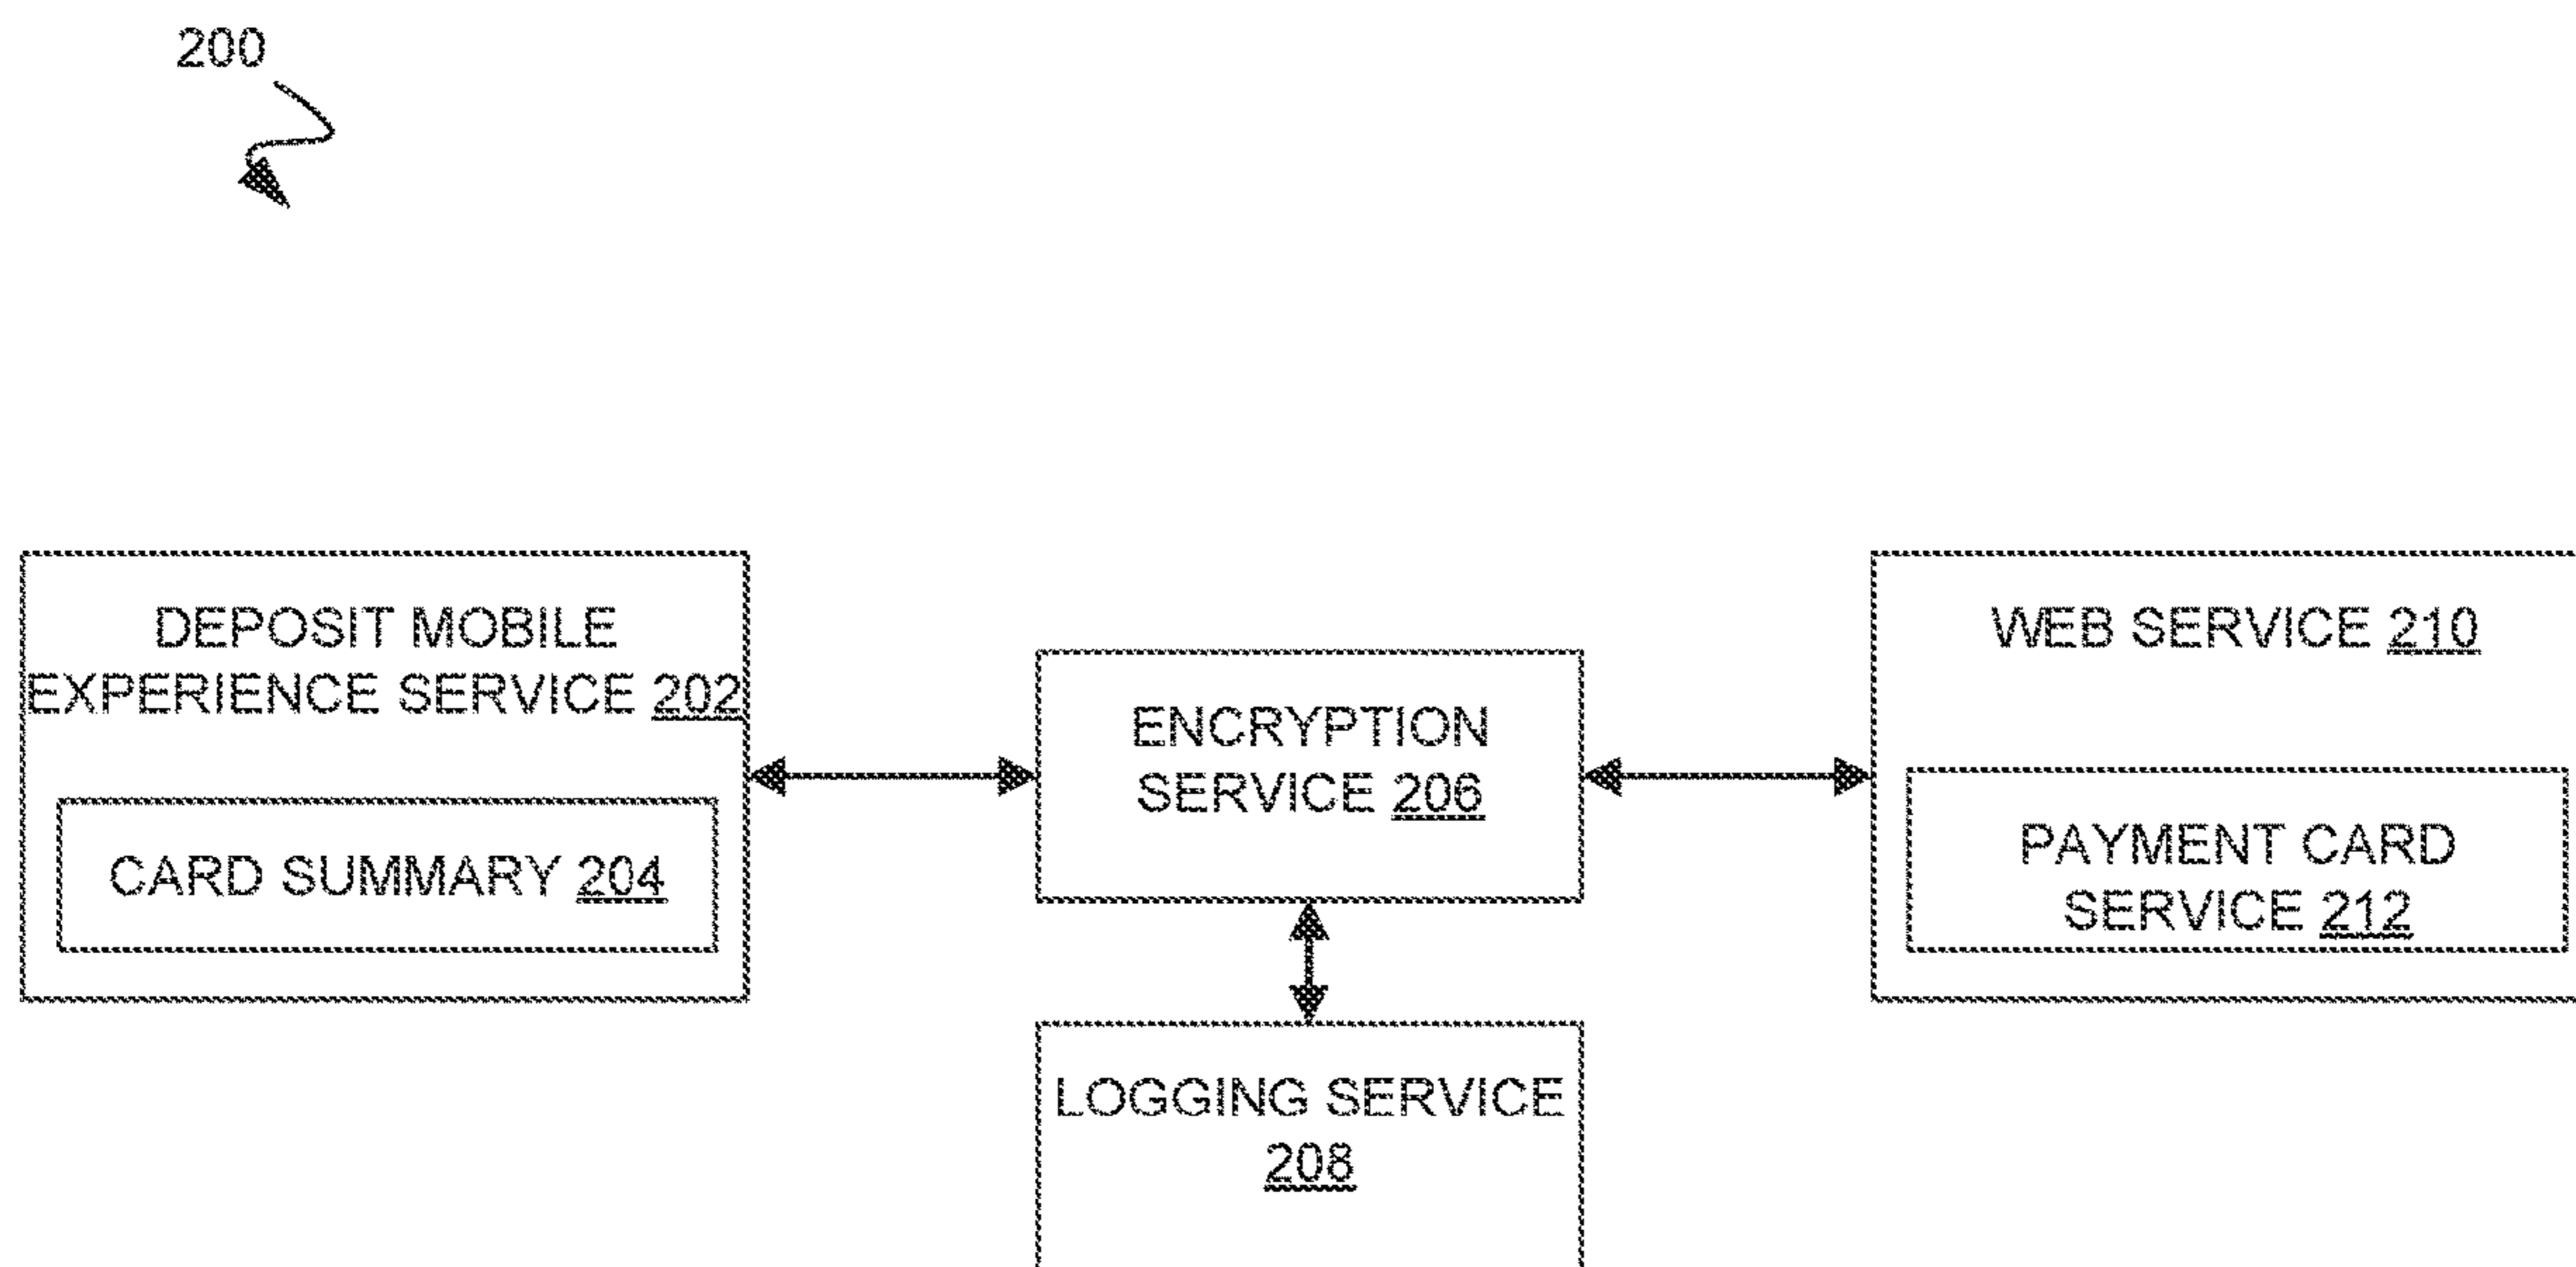 200
DEPOSIT MOBILE
EXPERIENCE SERVICE 202
CARD SUMMARY 204
ENCRYPTION
SERVICE 206
LOGGING SERVICE
208
WEB SERVICE 210
PAYMENT CARD
SERVICE 212